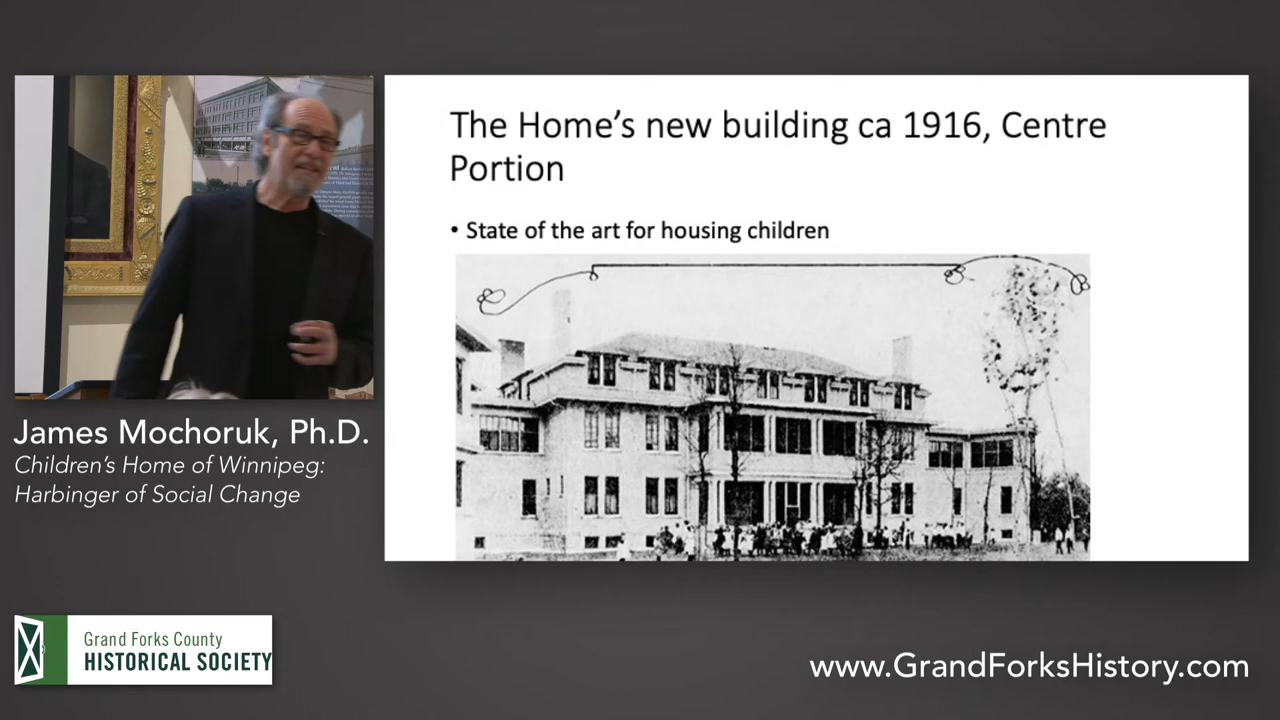 The Home's new building ca 1916, Centre
Portion
• State of the art for housing children
James Mochoruk, Ph.D.
Children's Home of Winnipeg:
Harbinger of Social Change
Grand Forks County
HISTORICAL SOCIETY
www.GrandForksHistory.com